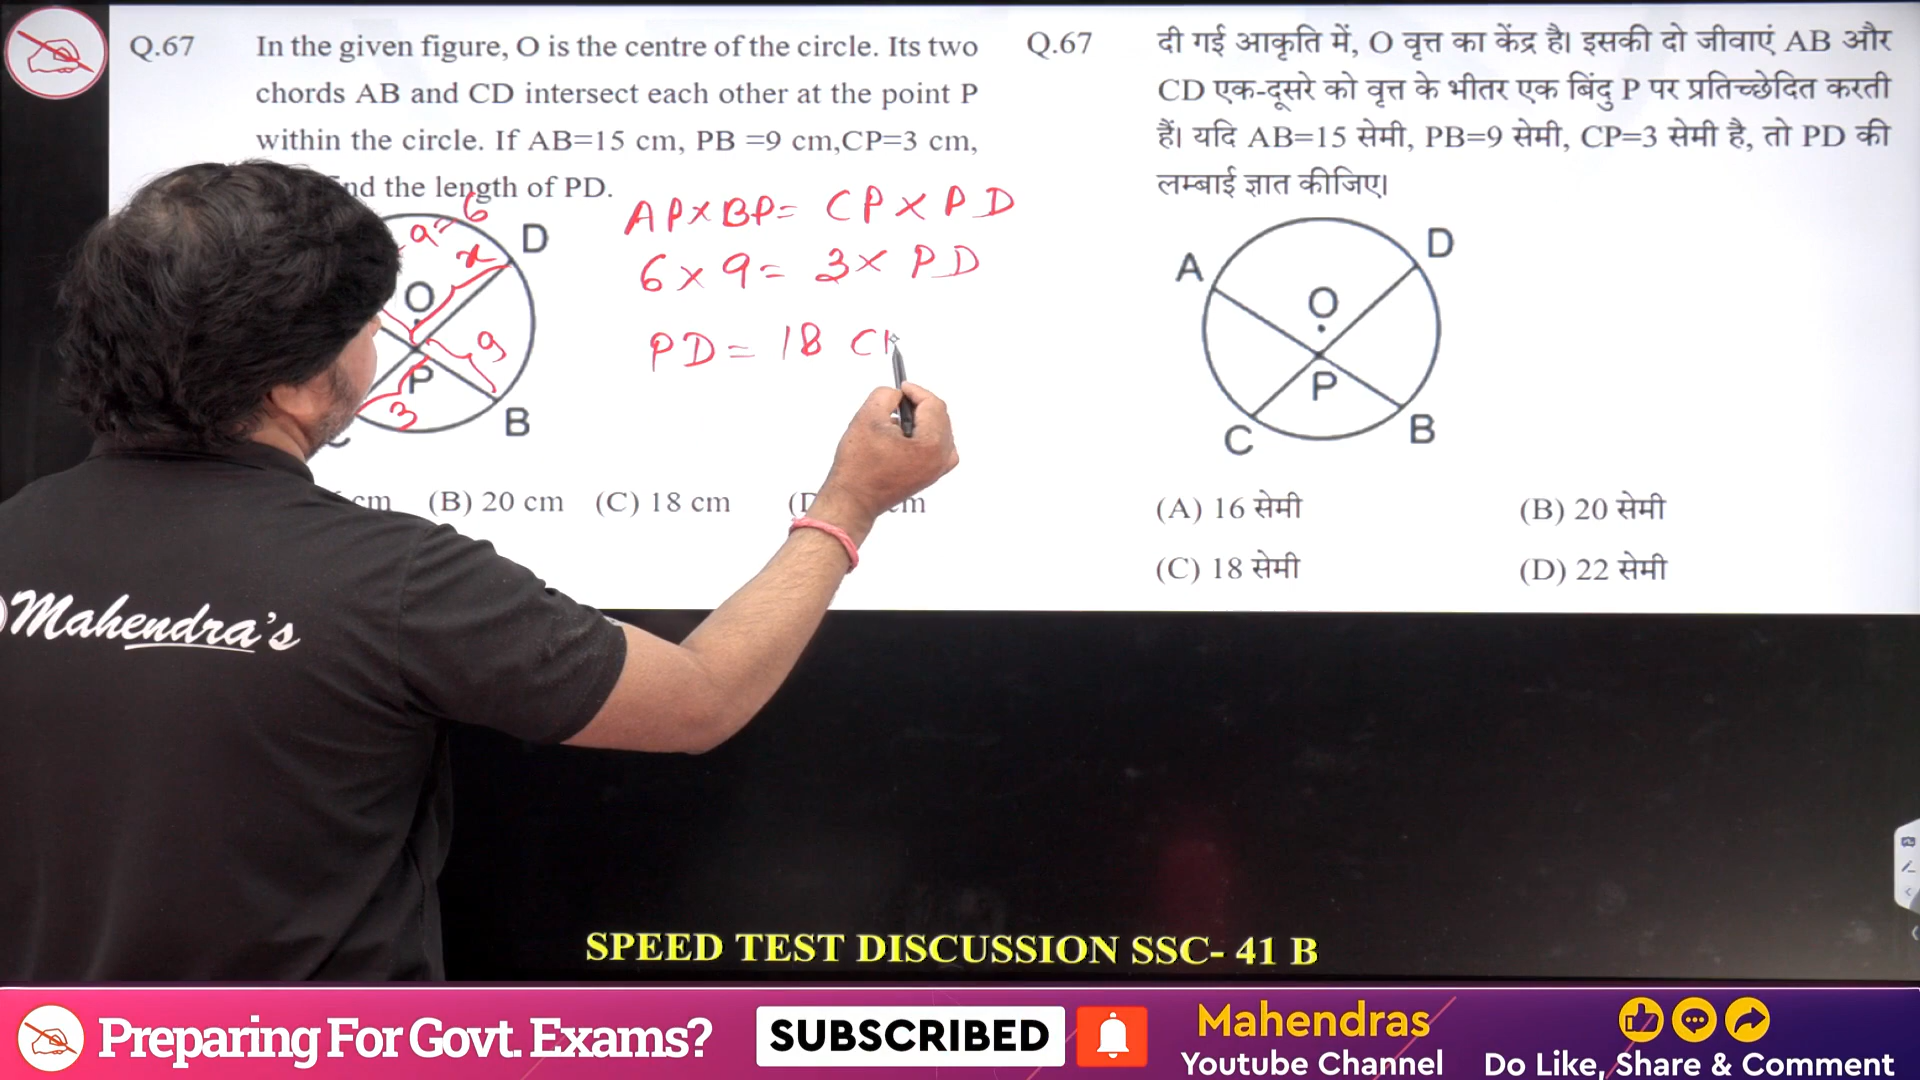 Q.67
In the given figure, O is the centre of the circle. Its two
chords AB and CD intersect each other at the point P
within the circle. If AB=15 cm, PB =9 cm,CP=3 cm,
the length of PD.
6
x
D
O
9
P
3
B
AP×BP= CP×PD
6×9= 3×PD
PD= 18
cm (B) 20 cm (C) 18 cm
Q.67
दी गई आकृति में, O वृत्त का केंद्र है। इसकी दो जीवाएं AB और
CD एक-दूसरे को वृत्त के भीतर एक बिंदु P पर प्रतिच्छेदित करती
हैं। यदि AB=15 सेमी, PB=9 सेमी, CP=3 सेमी है, तो PD की
लम्बाई ज्ञात कीजिए।
A
D
O
P
C
B
(A) 16 सेमी (B) 20 सेमी
(C) 18 सेमी (D) 22 सेमी
Mahendra's
SPEED TEST DISCUSSION SSC- 41 B
Preparing For Govt. Exams?
SUBSCRIBED
Mahendras
Youtube Channel
Do Like, Share & Comment